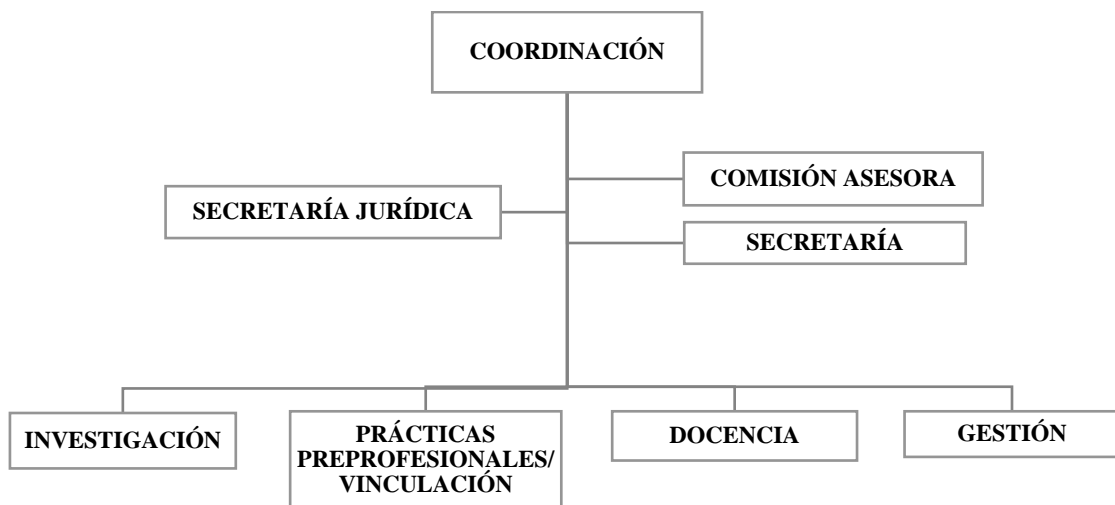 COORDINACIÓN
COMISIÓN ASESORA
SECRETARÍA JURÍDICA
SECRETARÍA
INVESTIGACIÓN
PRÁCTICAS
PREPROFESIONALES/
VINCULACIÓN
DOCENCIA
GESTIÓN